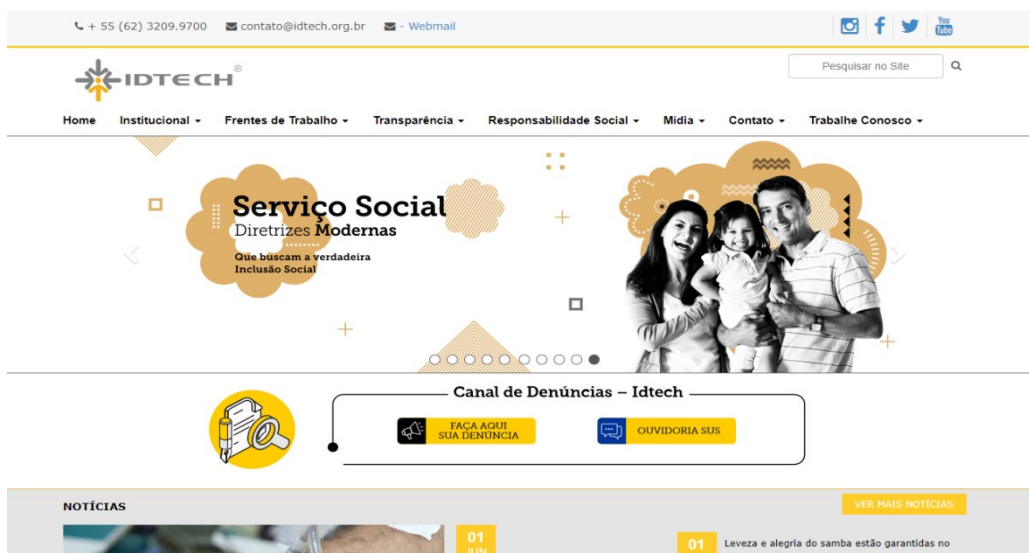 + 55 (62) 3209.9700 contato@idtech.org.br - Webmail
You
Tube
IDTECH®
Pesquisar no Site
Home Institucional Frentes de Trabalho Transparência Responsabilidade Social Mídia Contato Trabalhe Conosco
Serviço Social
Diretrizes Modernas
Que buscam a verdadeira
Inclusão Social
Canal de Denúncias – Idtech
FAÇA AQUI
SUA DENÚNCIA
OUVIDORIA SUS
NOTÍCIAS
VER MAIS NOTÍCIAS
01
JUN
01
Leveza e alegria do samba estão garantidas no